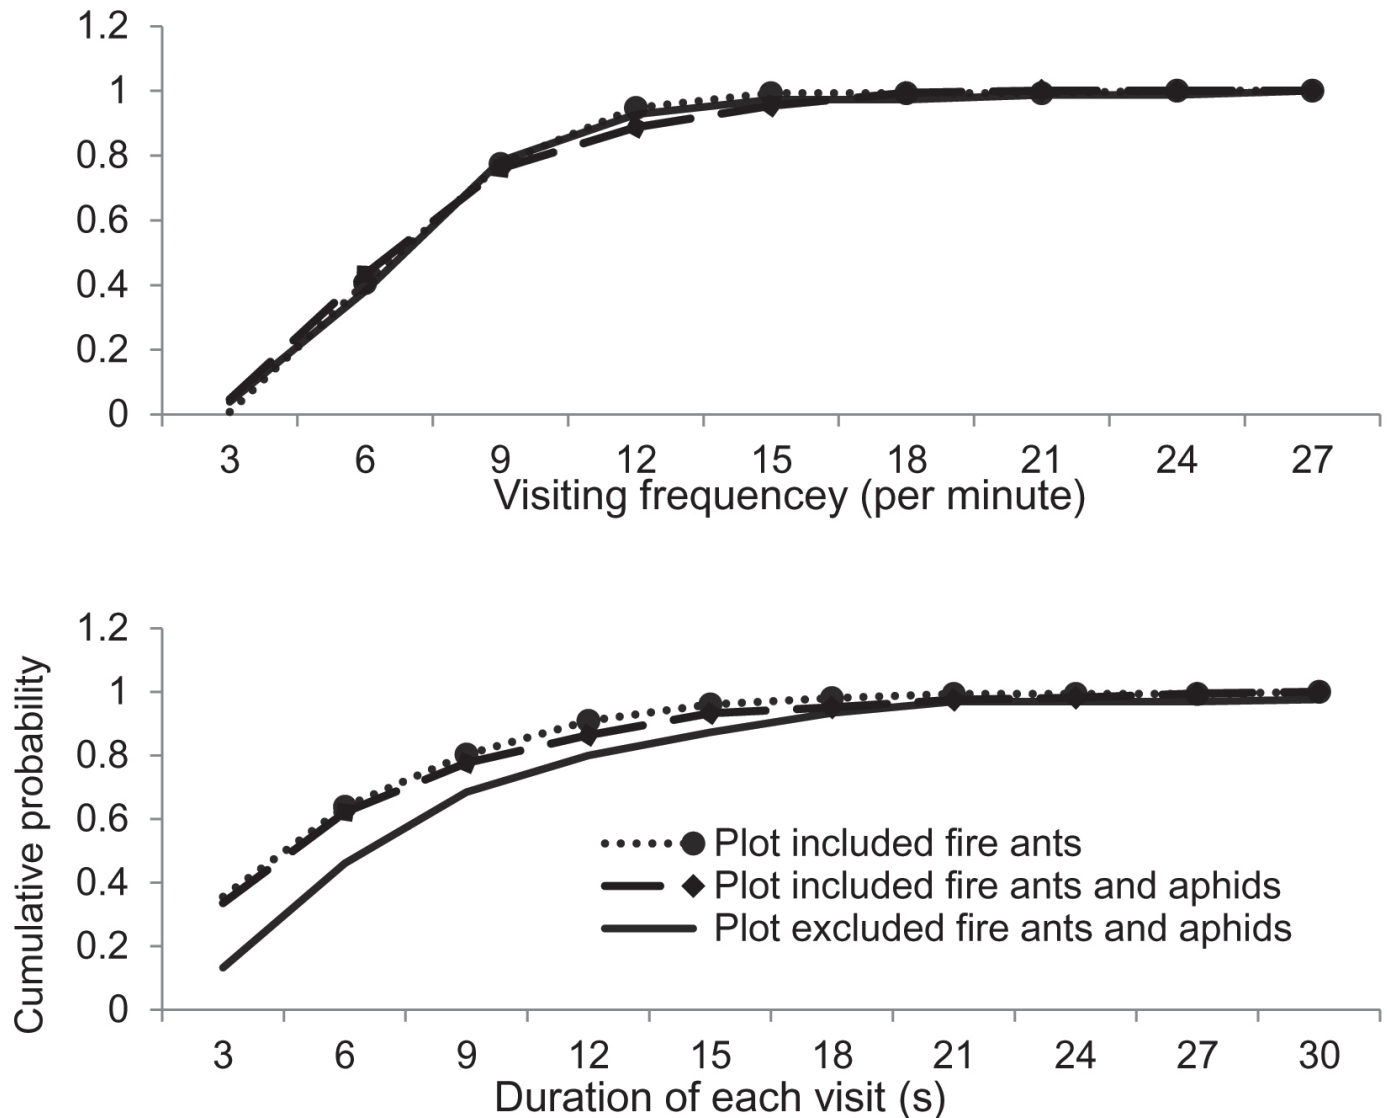 1.2
1
0.8
0.6
0.4
0.2
0
3 6 9 12 15 18 21 24 27
Visiting frequencey (per minute)
Cumulative probability
1.2
1
0.8
0.6
0.4
0.2
0
Plot included fire ants
Plot included fire ants and aphids
Plot excluded fire ants and aphids
3 6 9 12 15 18 21 24 27 30
Duration of each visit (s)